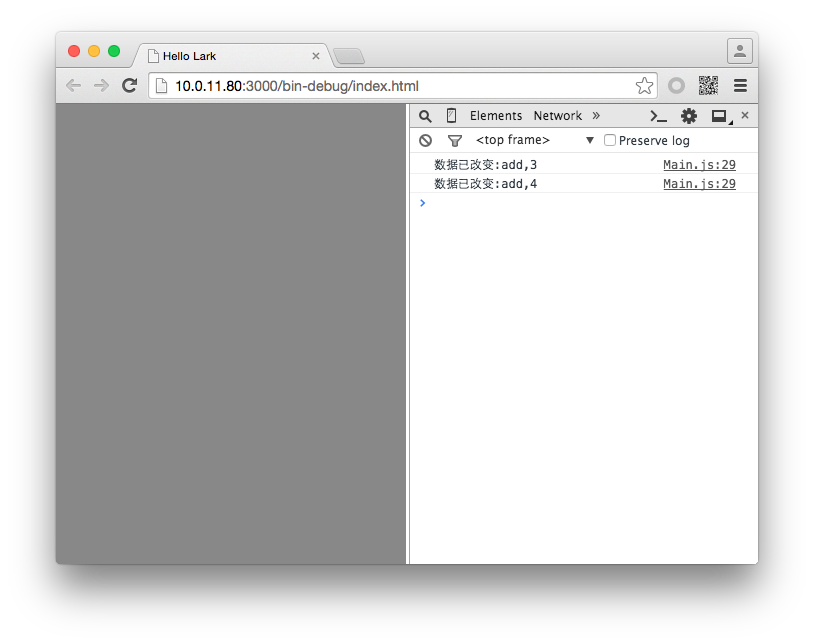 Hello Lark
10.0.11.80:3000/bin-debug/index.html
Elements Network »
<top frame> Preserve log
数据已改变:add,3 Main.js:29
数据已改变:add,4 Main.js:29